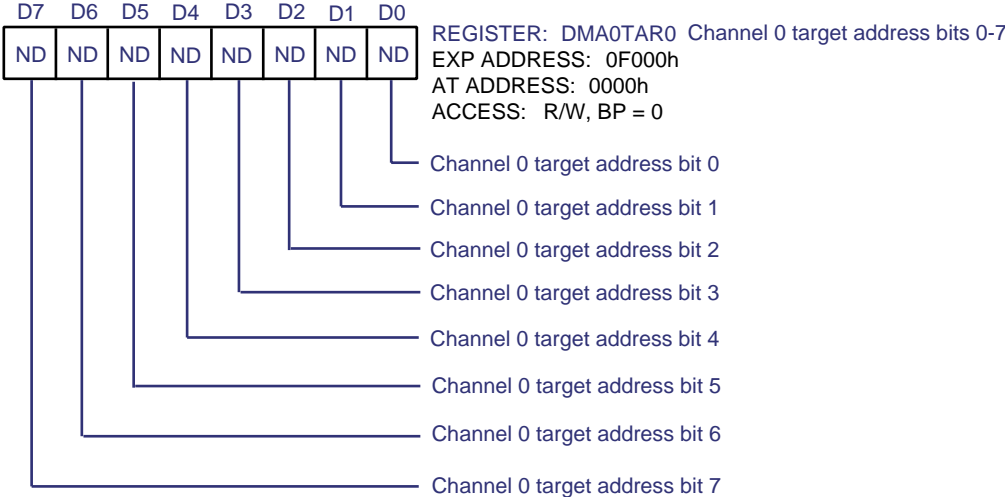 D7 D6 D5 D4 D3 D2 D1 D0
ND ND ND ND ND ND ND ND
REGISTER: DMA0TAR0 Channel 0 target address bits 0-7
EXP ADDRESS: 0F000h
AT ADDRESS: 0000h
ACCESS: R/W, BP = 0
Channel 0 target address bit 0
Channel 0 target address bit 1
Channel 0 target address bit 2
Channel 0 target address bit 3
Channel 0 target address bit 4
Channel 0 target address bit 5
Channel 0 target address bit 6
Channel 0 target address bit 7